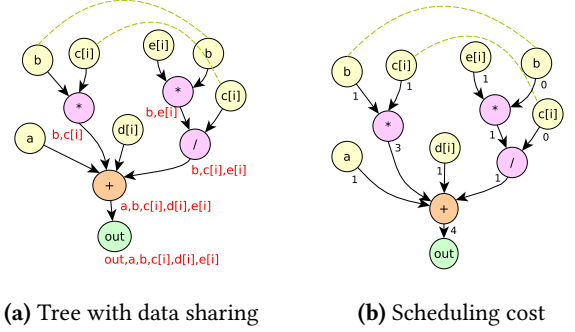 e[i]
b
c[i]
b
c[i]
*
b,e[i]
*
b,c[i]
d[i]
a
/
b,c[i],e[i]
+
a,b,c[i],d[i],e[i]
out
out,a,b,c[i],d[i],e[i]
(a) Tree with data sharing
e[i]
b
c[i]
b
1
0
1
1
c[i]
*
*
1
0
3
d[i]
a
/
1
1
1
+
4
out
(b) Scheduling cost